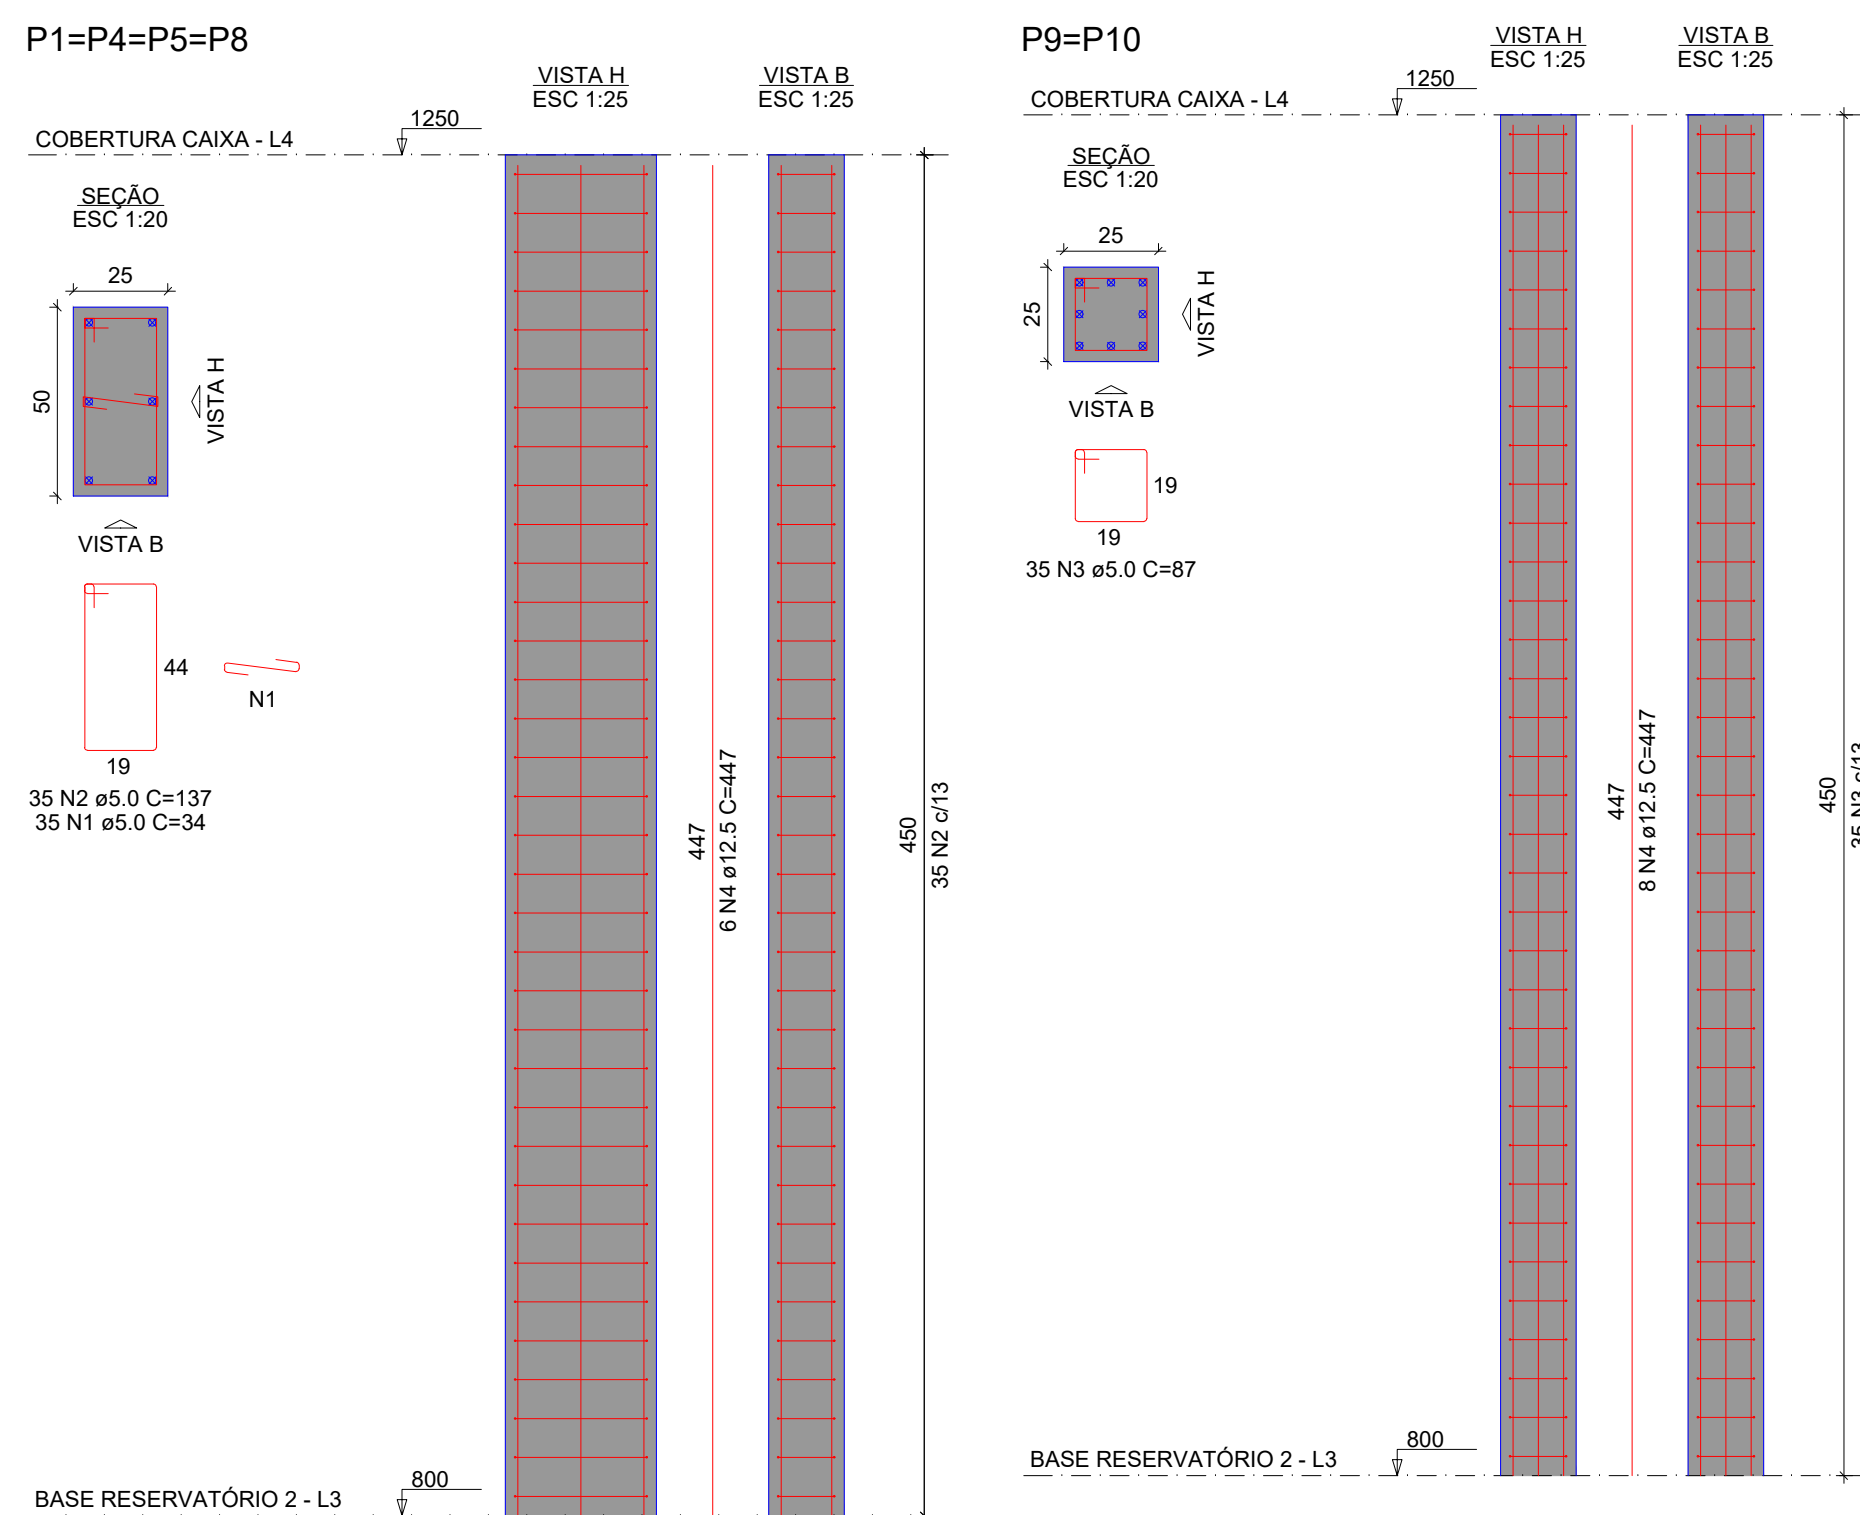 P1=P4=P5=P8
VISTA H
ESC 1:25
VISTA B
ESC 1:25
1250
COBERTURA CAIXA - L4
SEÇÃO
ESC 1:20
25
50
VISTA H
VISTA B
44
N1
19
35 N2 ø5.0 C=137
35 N1 ø5.0 C=34
447
6 N4 ø12.5 C=447
450
35 N2 c/13
800
BASE RESERVATÓRIO 2 - L3
P9=P10
VISTA H
ESC 1:25
VISTA B
ESC 1:25
1250
COBERTURA CAIXA - L4
SEÇÃO
ESC 1:20
25
25
VISTA H
VISTA B
19
19
35 N3 ø5.0 C=87
447
8 N4 ø12.5 C=447
450
35 N3 c/13
800
BASE RESERVATÓRIO 2 - L3